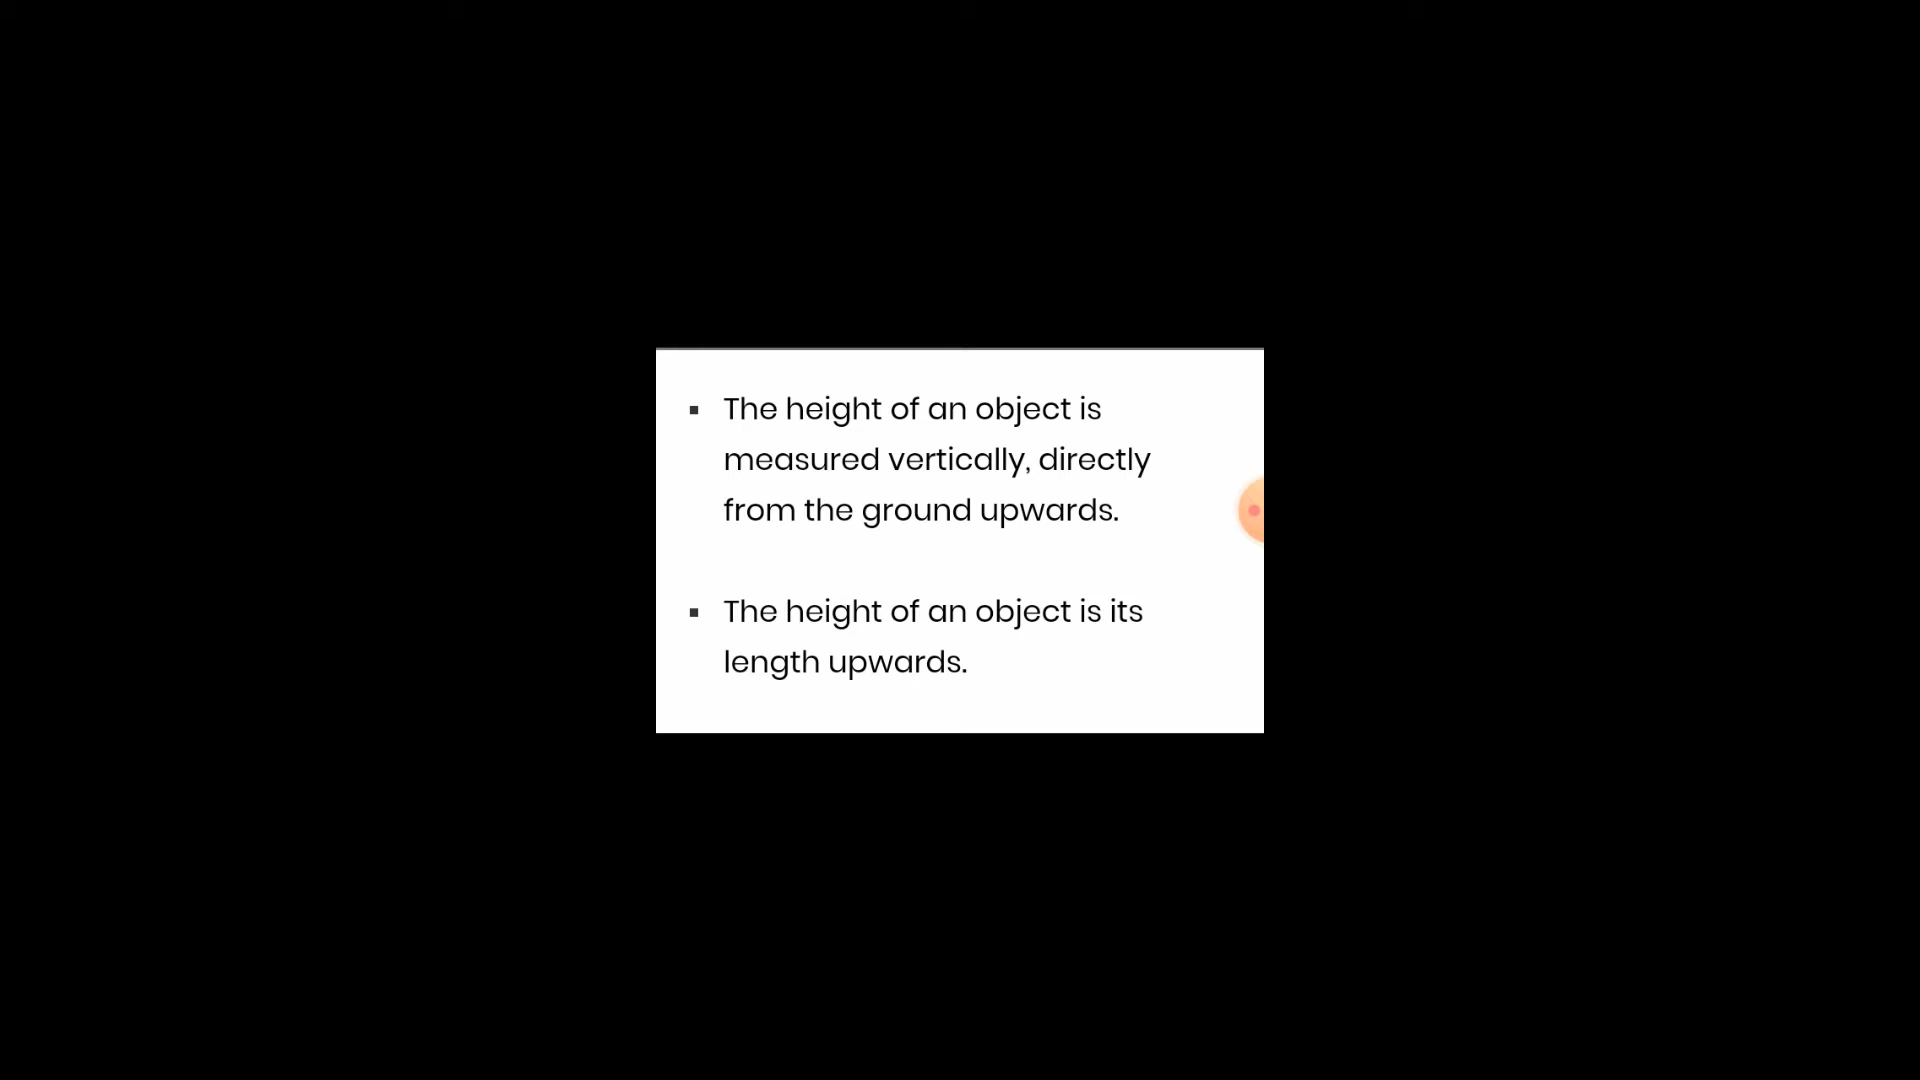 ▪ The height of an object is
measured vertically, directly
from the ground upwards.
▪ The height of an object is its
length upwards.